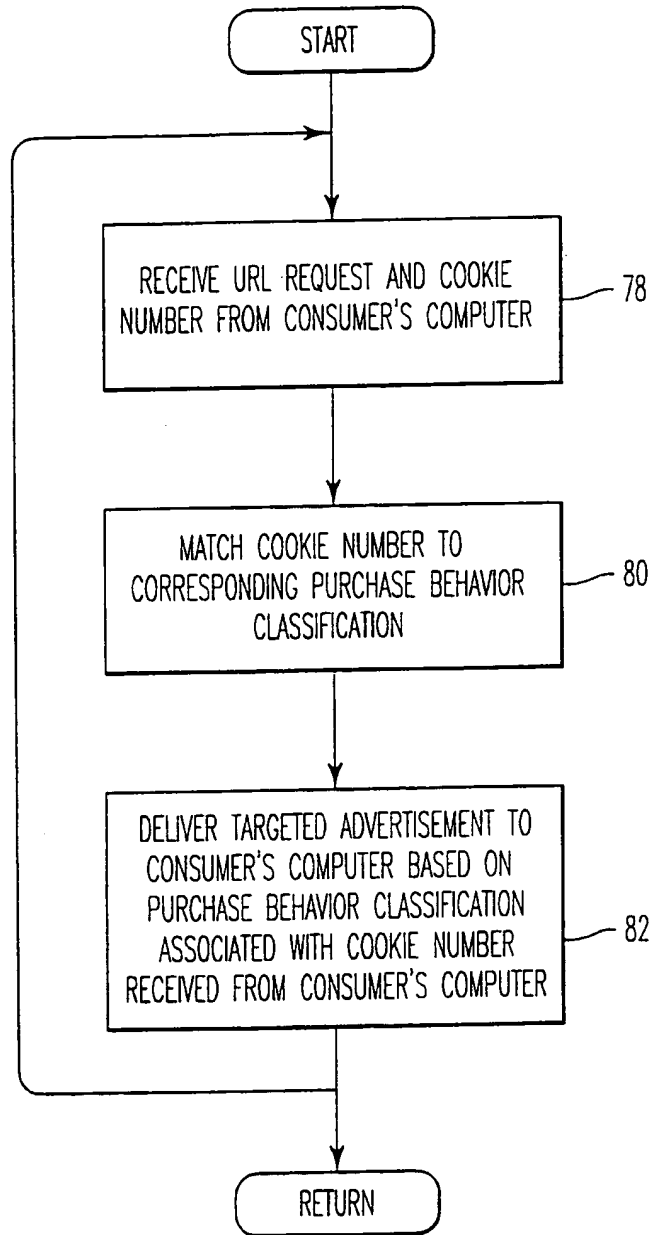 START
RECEIVE URL REQUEST AND COOKIE
NUMBER FROM CONSUMER'S COMPUTER
78
MATCH COOKIE NUMBER TO
CORRESPONDING PURCHASE BEHAVIOR
CLASSIFICATION
80
DELIVER TARGETED ADVERTISEMENT TO
CONSUMER'S COMPUTER BASED ON
PURCHASE BEHAVIOR CLASSIFICATION
ASSOCIATED WITH COOKIE NUMBER
RECEIVED FROM CONSUMER'S COMPUTER
82
RETURN